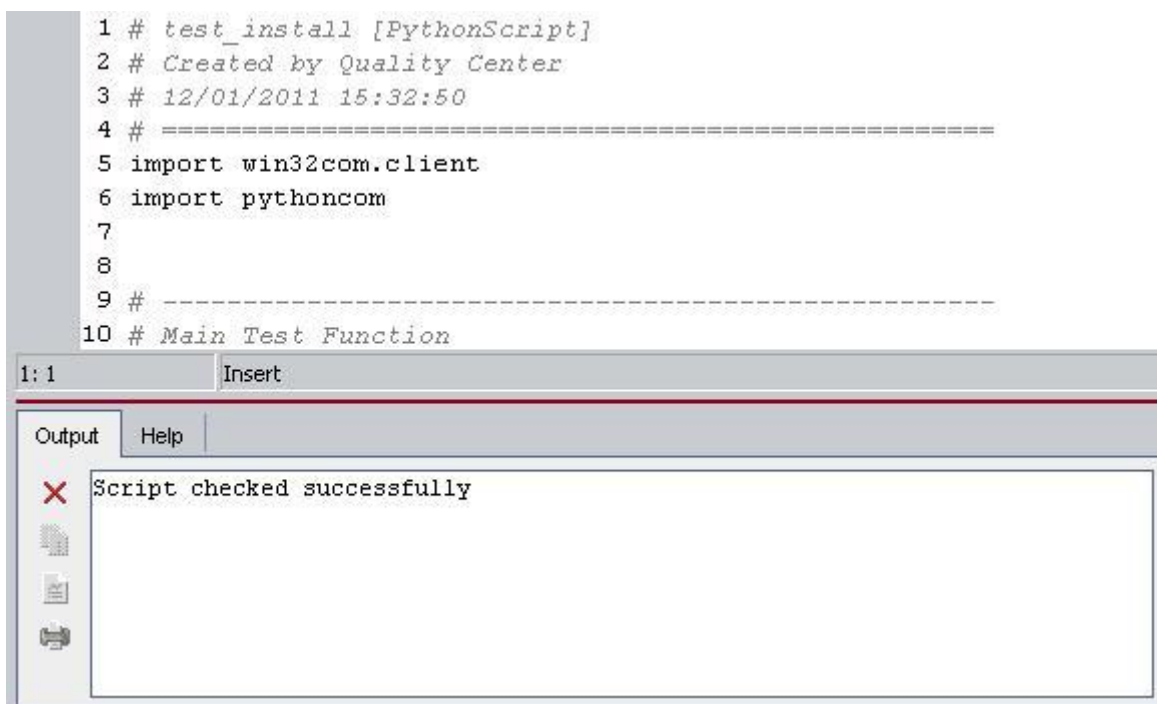 1 # test_install [PythonScript]
2 # Created by Quality Center
3 # 12/01/2011 15:32:50
4 # ====================================================
5 import win32com.client
6 import pythoncom
7
8
9 # ----------------------------------------------------
10 # Main Test Function
1: 1 Insert
Output Help
Script checked successfully